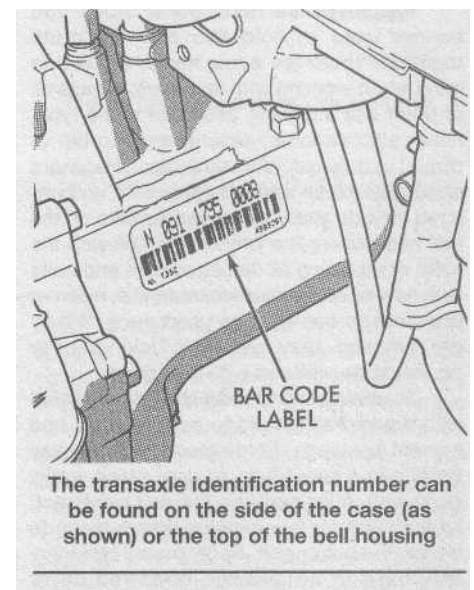 N 091 1795 0008
BAR CODE
LABEL
The transaxle identification number can
be found on the side of the case (as
shown) or the top of the bell housing